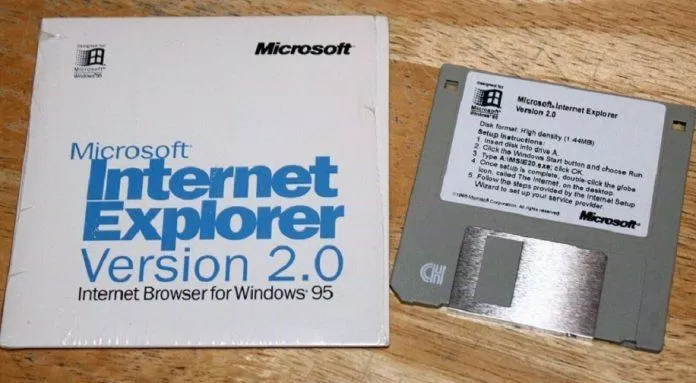 Designed for
Microsoft
Windows 95
Microsoft
Microsoft
Internet
Explorer
Version 2.0
Internet Browser for Windows 95
Designed for
Microsoft
Windows 95
Microsoft Internet Explorer
Version 2.0
Disk format: High density (1.44MB)
Setup Instructions:
1. Insert disk into drive A.
2. Click the Windows Start button and choose Run
3. Type A:\MSIE20.exe; click OK.
4. Once setup is complete, double-click the globe
icon, called The Internet, on the desktop.
5. Follow the steps provided by the Internet Setup
Wizard to set up your service provider.
©1995 Microsoft Corporation. All rights reserved.
Microsoft